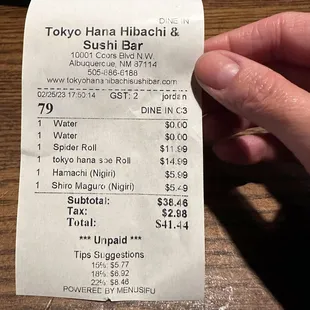 DINE IN
Tokyo Hana Hibachi &
Sushi Bar
10001 Coors Blvd N.W.
Albuquerque, NM 87114
505-886-6188
www.tokyohanahibachisushibar.com
02/25/23 17:50:14 GST: 2 jordan
79 DINE IN C3
1 Water $0.00
1 Water $0.00
1 Spider Roll $11.99
1 tokyo hana spe Roll $14.99
1 Hamachi (Nigiri) $5.99
1 Shiro Maguro (Nigiri) $5.49
Subtotal: $38.46
Tax: $2.98
Total: $41.44
*** Unpaid ***
Tips Suggestions
15%: $5.77
18%: $6.92
22%: $8.46
POWERED BY MENUSIFU